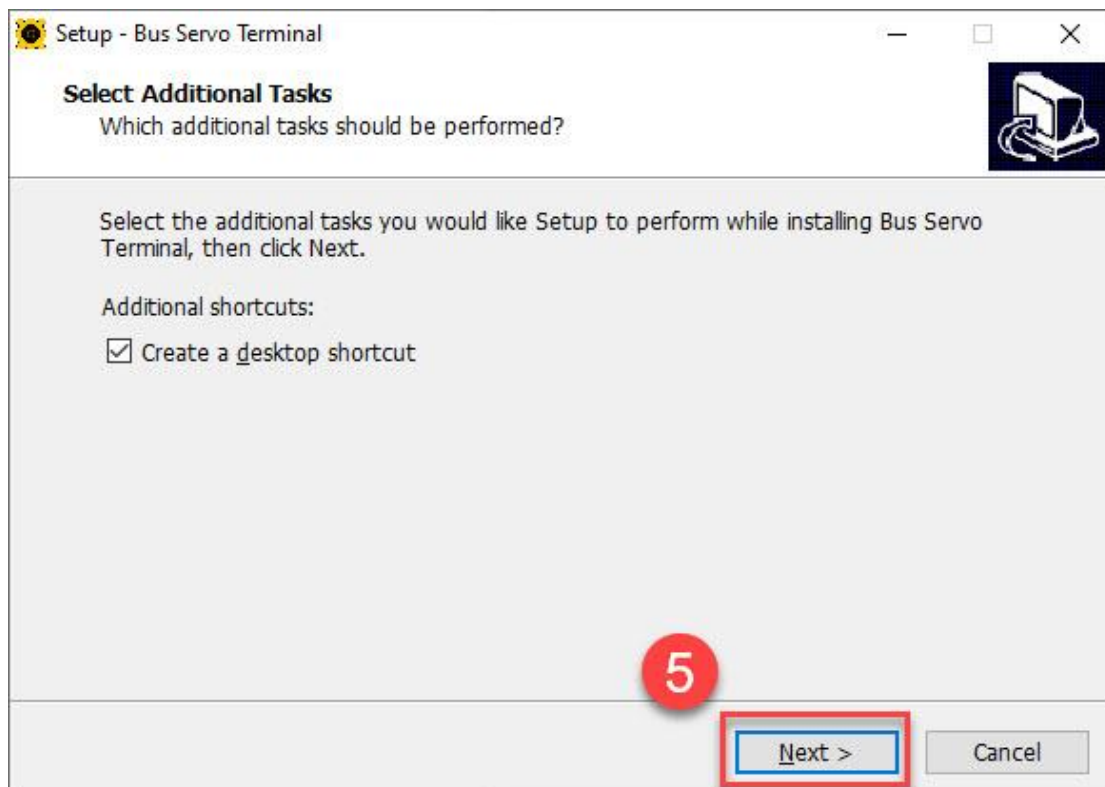 Setup - Bus Servo Terminal
Select Additional Tasks
Which additional tasks should be performed?
Select the additional tasks you would like Setup to perform while installing Bus Servo
Terminal, then click Next.
Additional shortcuts:
Create a desktop shortcut
5
Next >
Cancel